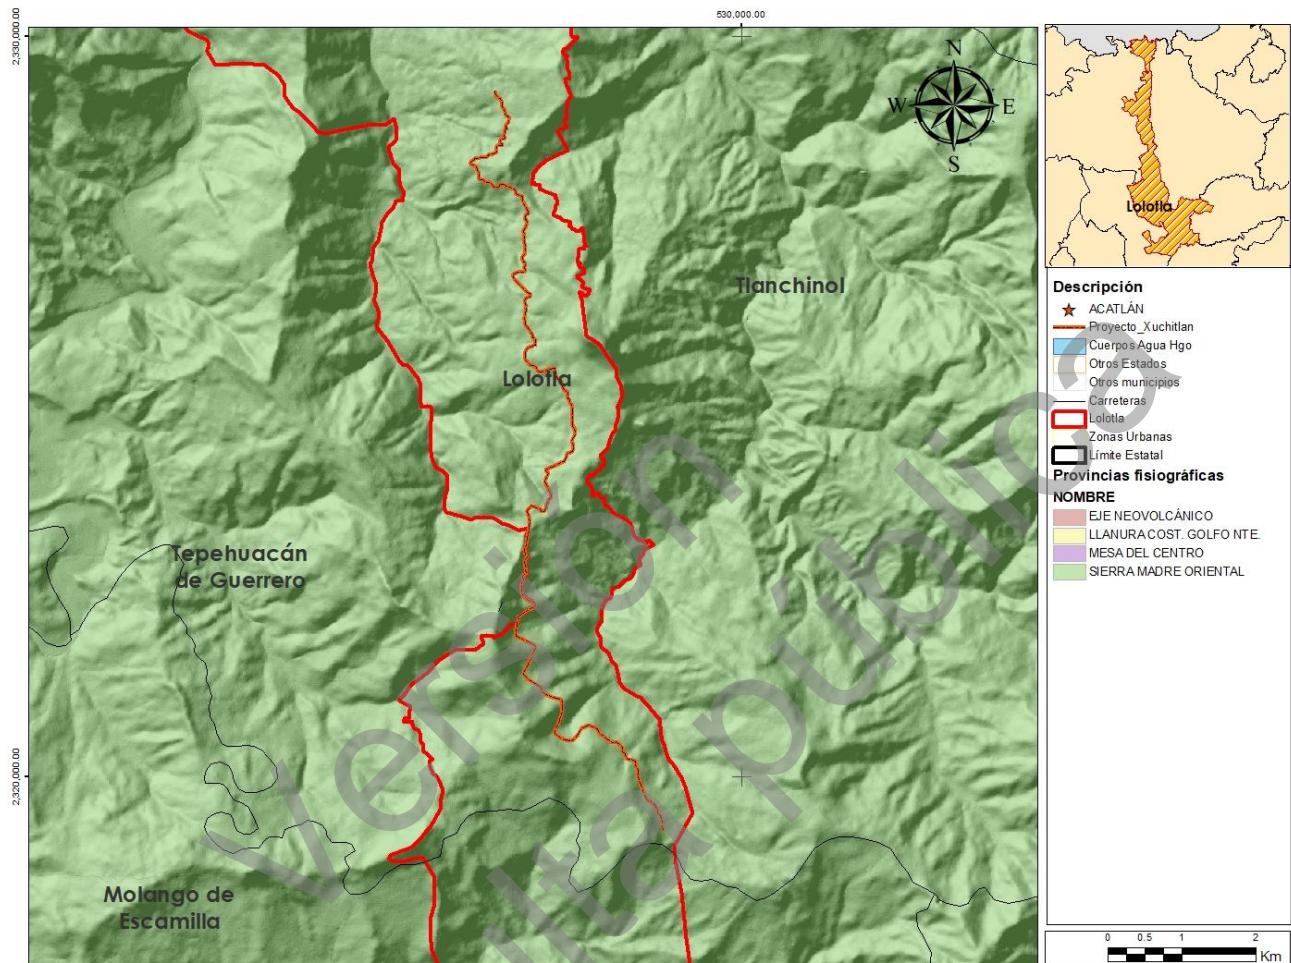 530,000.00
2,330,000.00
N
W E
S
Tlanchinol
Lolotla
Tepehuacán
de Guerrero
2,320,000.00
Molango de
Escamilla
Lololtla
Descripción
ACATLÁN
Proyecto_Xuchitlan
Cuerpos Agua Hgo
Otros Estados
Otros municipios
Carreteras
Lolotla
Zonas Urbanas
Límite Estatal
Provincias fisiográficas
NOMBRE
EJE NEOVOLCÁNICO
LLANURA COST. GOLFO NTE.
MESA DEL CENTRO
SIERRA MADRE ORIENTAL
0 0.5 1 2
Km
Versión
pública